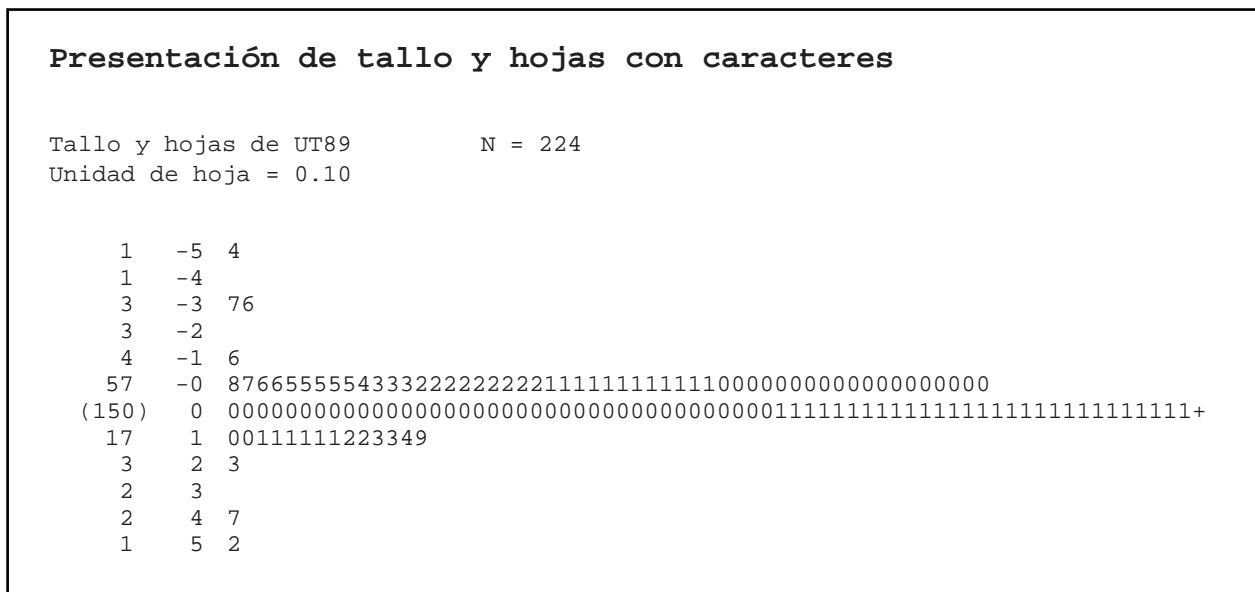 Presentación de tallo y hojas con caracteres
Tallo y hojas de UT89 N = 224
Unidad de hoja = 0.10
1 -5 4
1 -4
3 -3 76
3 -2
4 -1 6
57 -0 87665555543332222222221111111111110000000000000000000
(150) 0 0000000000000000000000000000000000000011111111111111111111111111111+
17 1 00111111223349
3 2 3
2 3
2 4 7
1 5 2